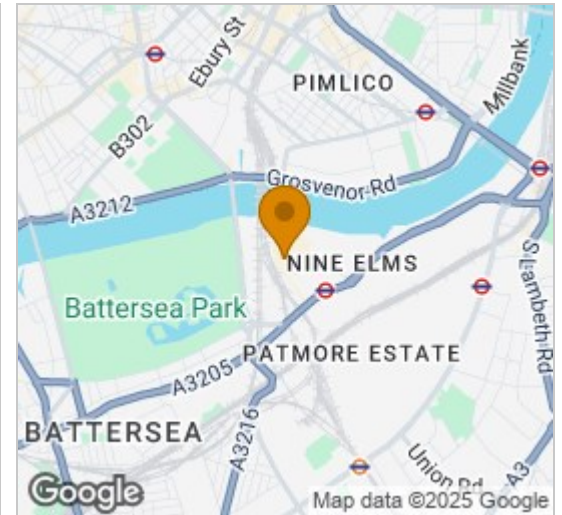 Ebury St
PIMLICO
Millbank
B302
Grosvenor Rd
A3212
NINE ELMS
S Lambeth Rd
Battersea Park
PATMORE ESTATE
A3205
BATTERSEA
A3216
Union Rd
A3
Google
Map data ©2025 Google